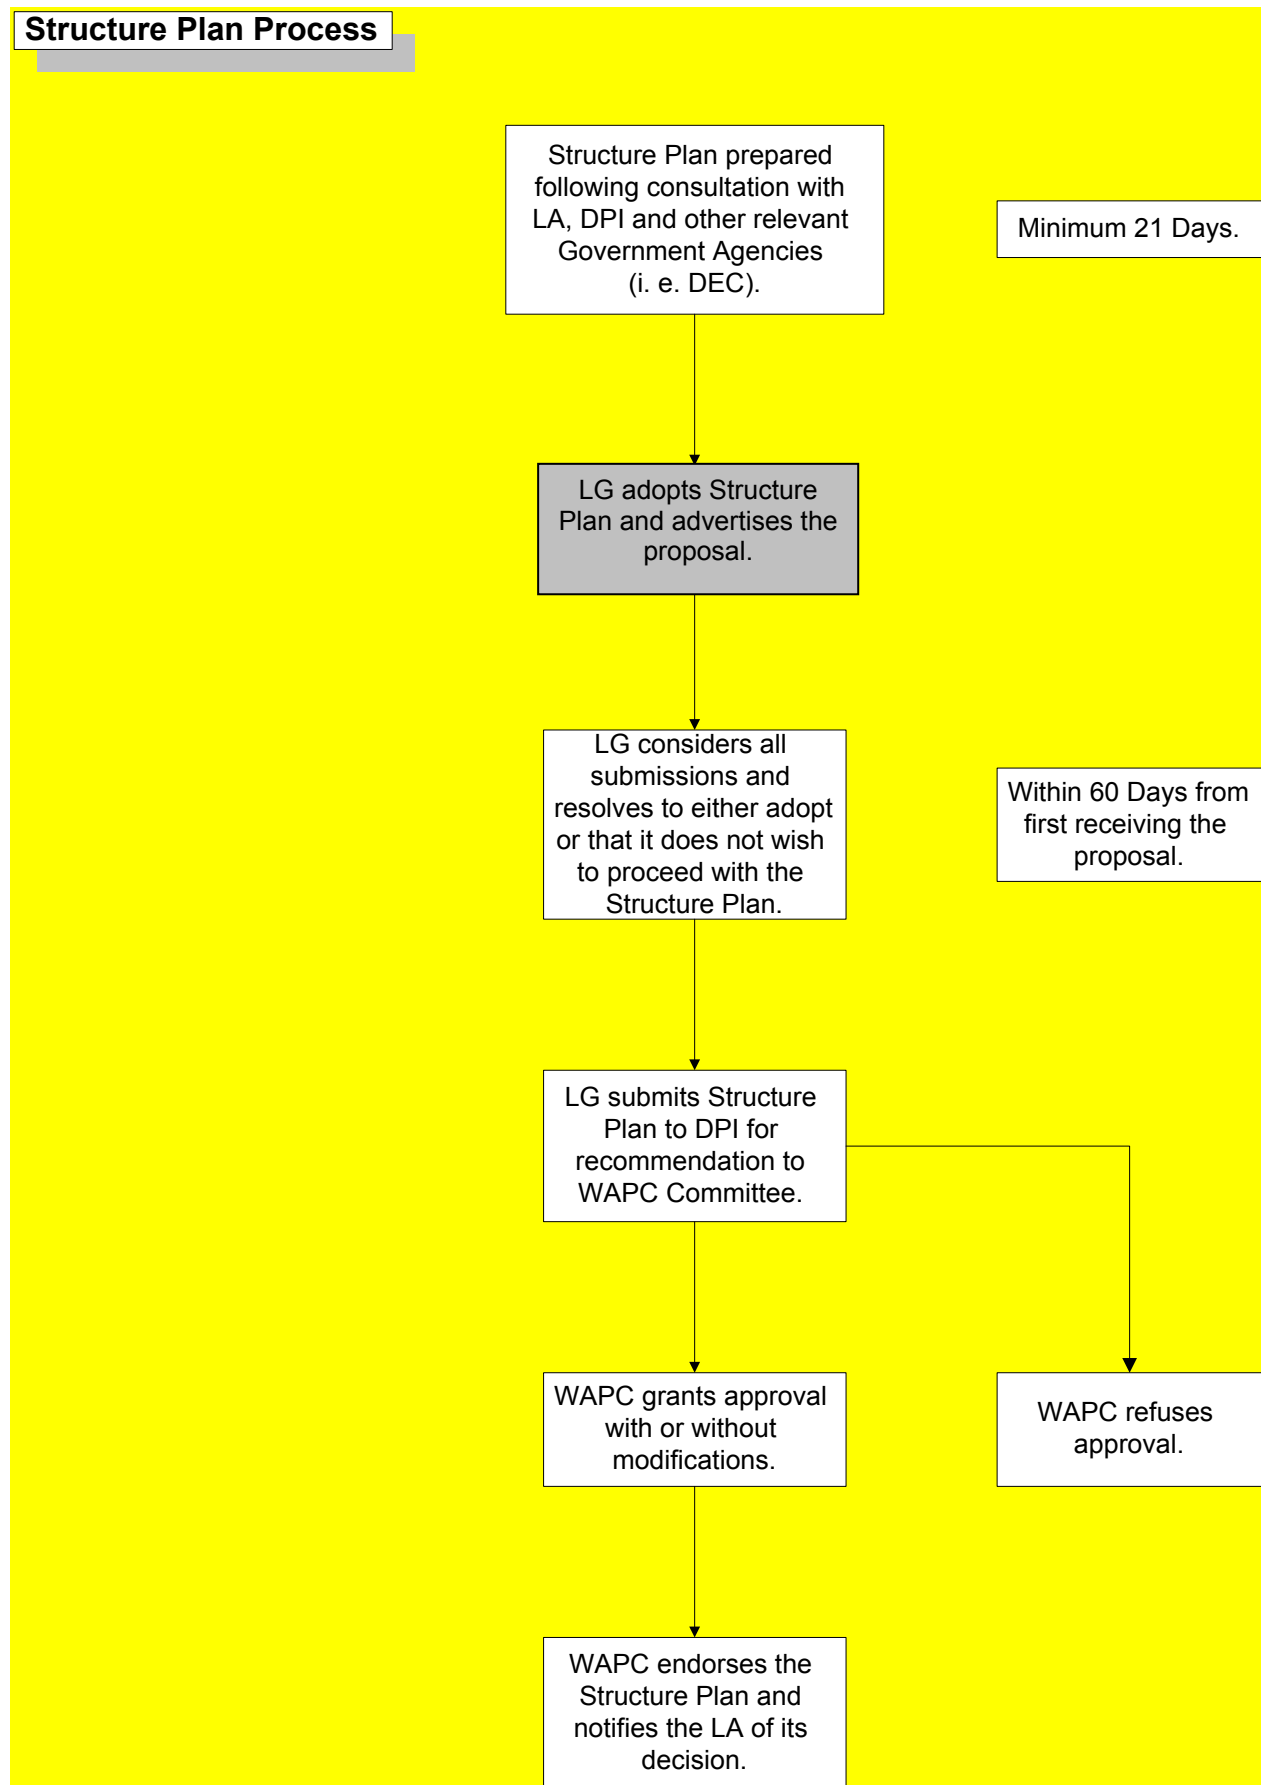 Structure Plan Process
Structure Plan prepared
following consultation with
LA, DPI and other relevant
Government Agencies
(i. e. DEC).
Minimum 21 Days.
LG adopts Structure
Plan and advertises the
proposal.
LG considers all
submissions and
resolves to either adopt
or that it does not wish
to proceed with the
Structure Plan.
Within 60 Days from
first receiving the
proposal.
LG submits Structure
Plan to DPI for
recommendation to
WAPC Committee.
WAPC grants approval
with or without
modifications.
WAPC refuses
approval.
WAPC endorses the
Structure Plan and
notifies the LA of its
decision.